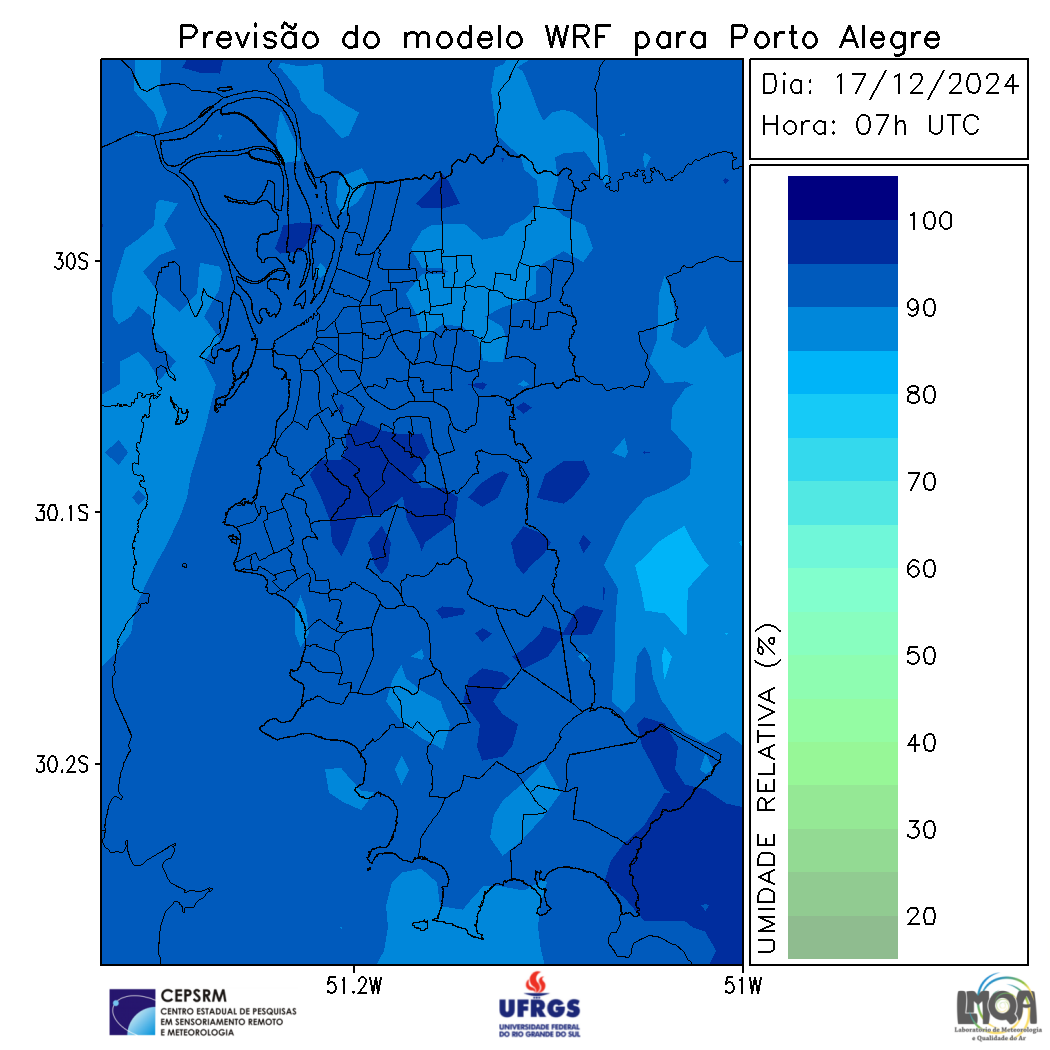 Previsão do modelo WRF para Porto Alegre
Dia: 17/12/2024
Hora: 07h UTC
100
90
80
70
60
50
40
30
20
UMIDADE RELATIVA (%)
30S
30.1S
30.2S
51.2W
51W
CEPSRM
CENTRO ESTADUAL DE PESQUISAS
EM SENSORIAMENTO REMOTO
E METEOROLOGIA
UFRGS
UNIVERSIDADE FEDERAL
DO RIO GRANDE DO SUL
LMQA
Laboratório de Meteorologia
e Qualidade do Ar